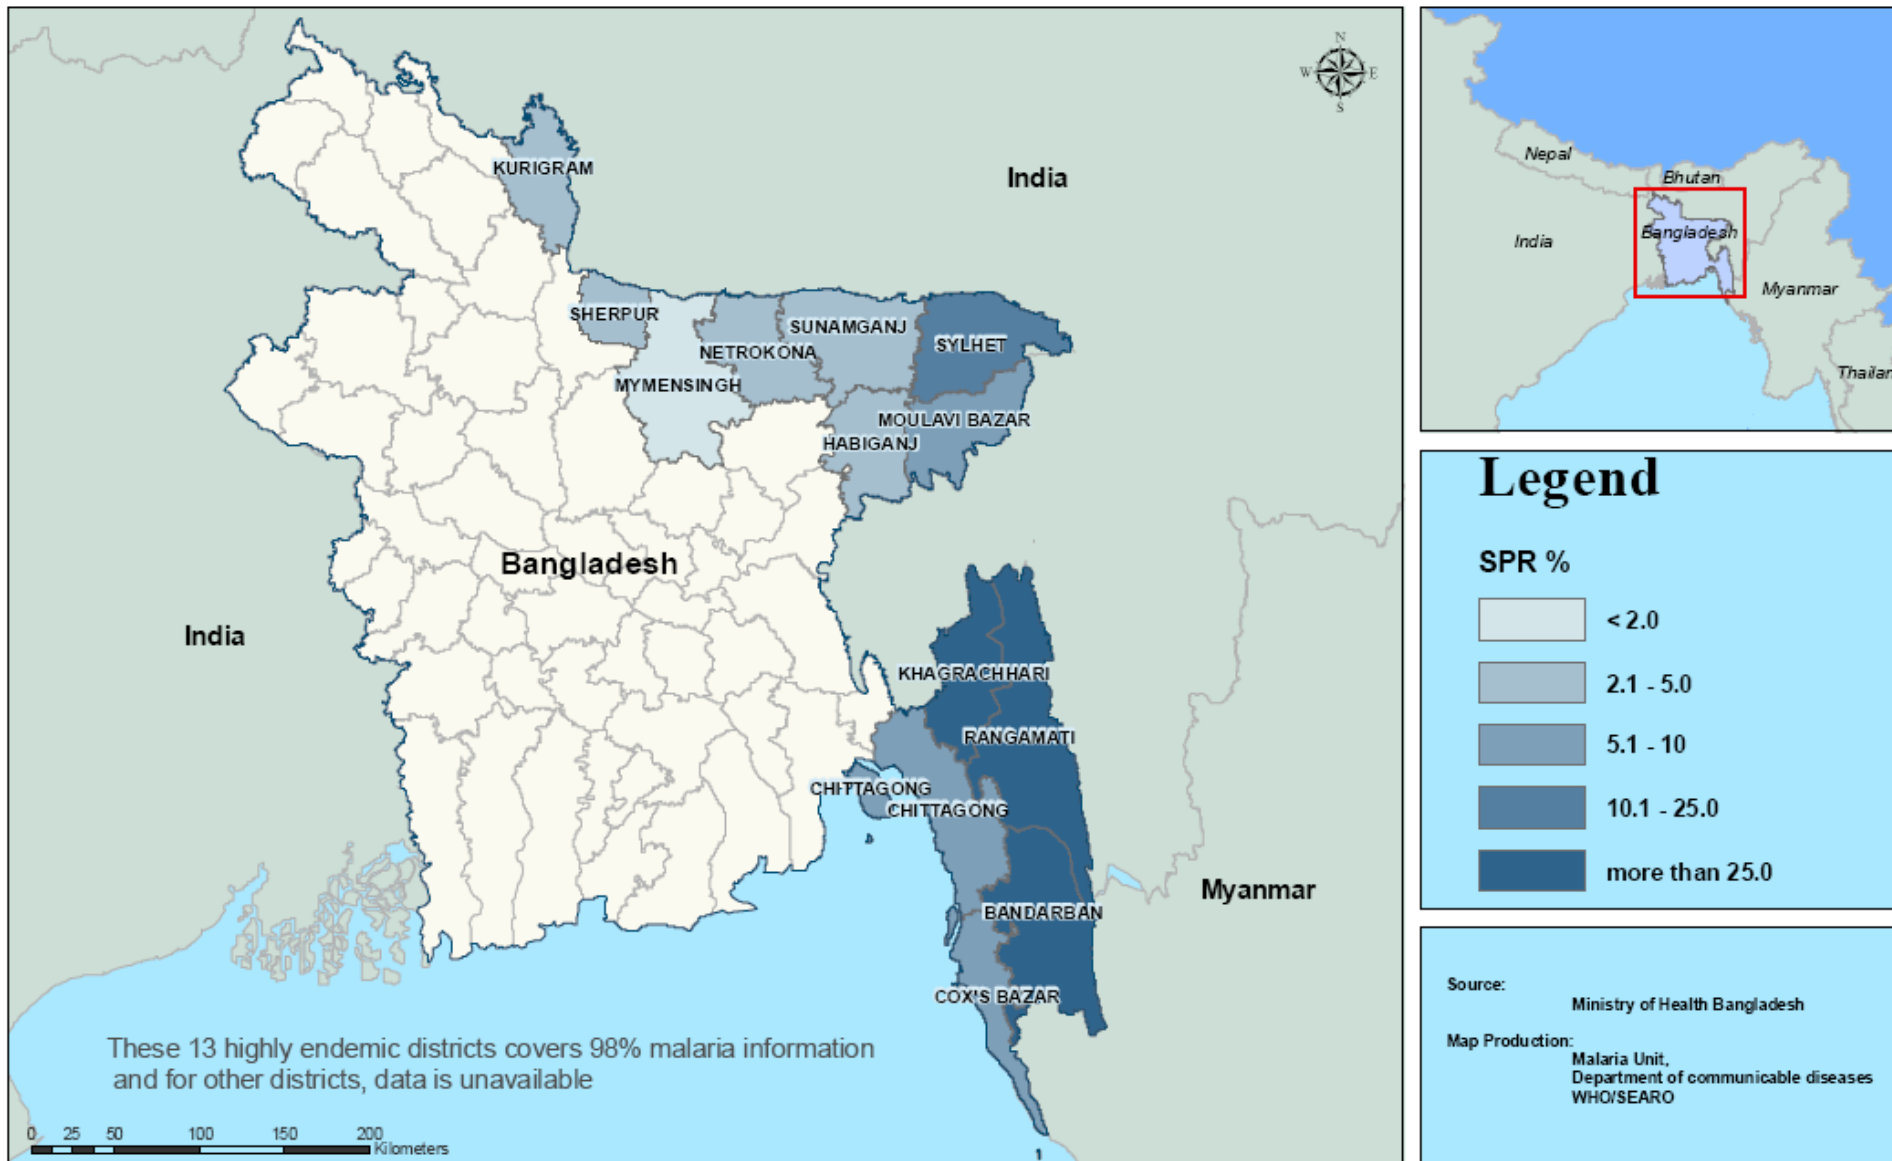 N
W
E
S
KURIGRAM
India
SHERPUR
SUNAMGANJ
SYLHET
NETROKONA
MYMENSINGH
MOULAVI BAZAR
HABIGANJ
Bangladesh
India
KHAGRACHHARI
RANGAMATI
CHITTAGONG
CHITTAGONG
Myanmar
BANDARBAN
COX'S BAZAR
These 13 highly endemic districts covers 98% malaria information
and for other districts, data is unavailable
0 25 50 100 150 200
Kilometers
Nepal
Bhutan
India
Bangladesh
Myanmar
Thailan
Legend
SPR %
< 2.0
2.1 - 5.0
5.1 - 10
10.1 - 25.0
more than 25.0
Source:
Ministry of Health Bangladesh
Map Production:
Malaria Unit,
Department of communicable diseases
WHO/SEARO